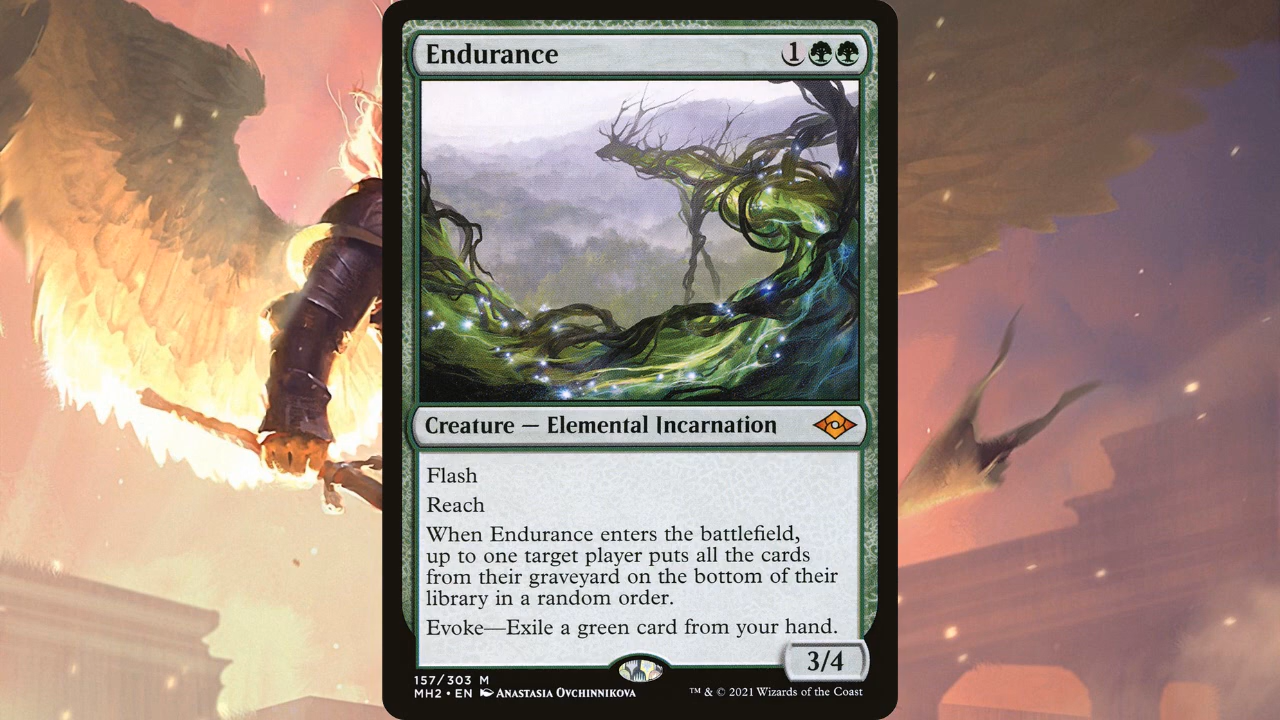 Endurance 1
Creature — Elemental Incarnation
Flash
Reach
When Endurance enters the battlefield,
up to one target player puts all the cards
from their graveyard on the bottom of their
library in a random order.
Evoke—Exile a green card from your hand.
3/4
157/303 M
MH2 • EN Anastasia Ovchinnikova
™ & © 2021 Wizards of the Coast